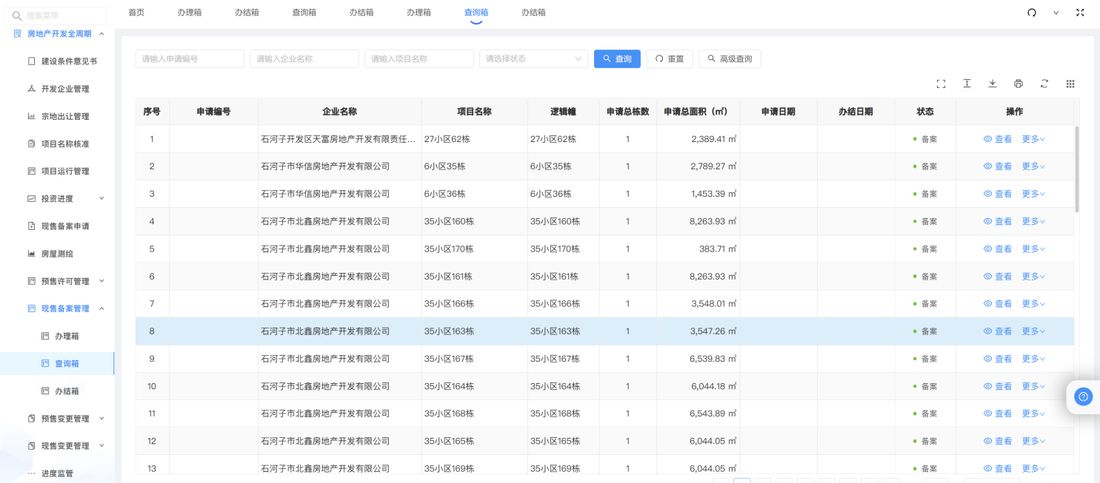 搜索菜单
首页 办理箱 办结箱 查询箱 办结箱 办理箱 查询箱 办结箱
房地产开发全周期
建设条件意见书
开发企业管理
宗地出让管理
项目名称核准
项目运行管理
投资进度
现售备案申请
房屋测绘
预售许可管理
现售备案管理
办理箱
查询箱
办结箱
预售变更管理
现售变更管理
进度监管
请输入申请编号 请输入企业名称 请输入项目名称 请选择状态 查询 重置 高级查询
序号 申请编号 企业名称 项目名称 逻辑幢 申请总栋数 申请总面积（㎡） 申请日期 办结日期 状态 操作
1 石河子开发区天富房地产开发有限责任... 27小区62栋 27小区62栋 1 2,389.41 ㎡ 备案 查看 更多
2 石河子市华信房地产开发有限公司 6小区35栋 6小区35栋 1 2,789.27 ㎡ 备案 查看 更多
3 石河子市华信房地产开发有限公司 6小区36栋 6小区36栋 1 1,453.39 ㎡ 备案 查看 更多
4 石河子市北鑫房地产开发有限公司 35小区160栋 35小区160栋 1 8,263.93 ㎡ 备案 查看 更多
5 石河子市北鑫房地产开发有限公司 35小区170栋 35小区170栋 1 383.71 ㎡ 备案 查看 更多
6 石河子市北鑫房地产开发有限公司 35小区161栋 35小区161栋 1 8,263.93 ㎡ 备案 查看 更多
7 石河子市北鑫房地产开发有限公司 35小区166栋 35小区166栋 1 3,548.01 ㎡ 备案 查看 更多
8 石河子市北鑫房地产开发有限公司 35小区163栋 35小区163栋 1 3,547.26 ㎡ 备案 查看 更多
9 石河子市北鑫房地产开发有限公司 35小区167栋 35小区167栋 1 6,539.83 ㎡ 备案 查看 更多
10 石河子市北鑫房地产开发有限公司 35小区164栋 35小区164栋 1 6,044.18 ㎡ 备案 查看 更多
11 石河子市北鑫房地产开发有限公司 35小区168栋 35小区168栋 1 6,543.89 ㎡ 备案 查看 更多
12 石河子市北鑫房地产开发有限公司 35小区165栋 35小区165栋 1 6,044.05 ㎡ 备案 查看 更多
13 石河子市北鑫房地产开发有限公司 35小区169栋 35小区169栋 1 6,044.05 ㎡ 备案 查看 更多